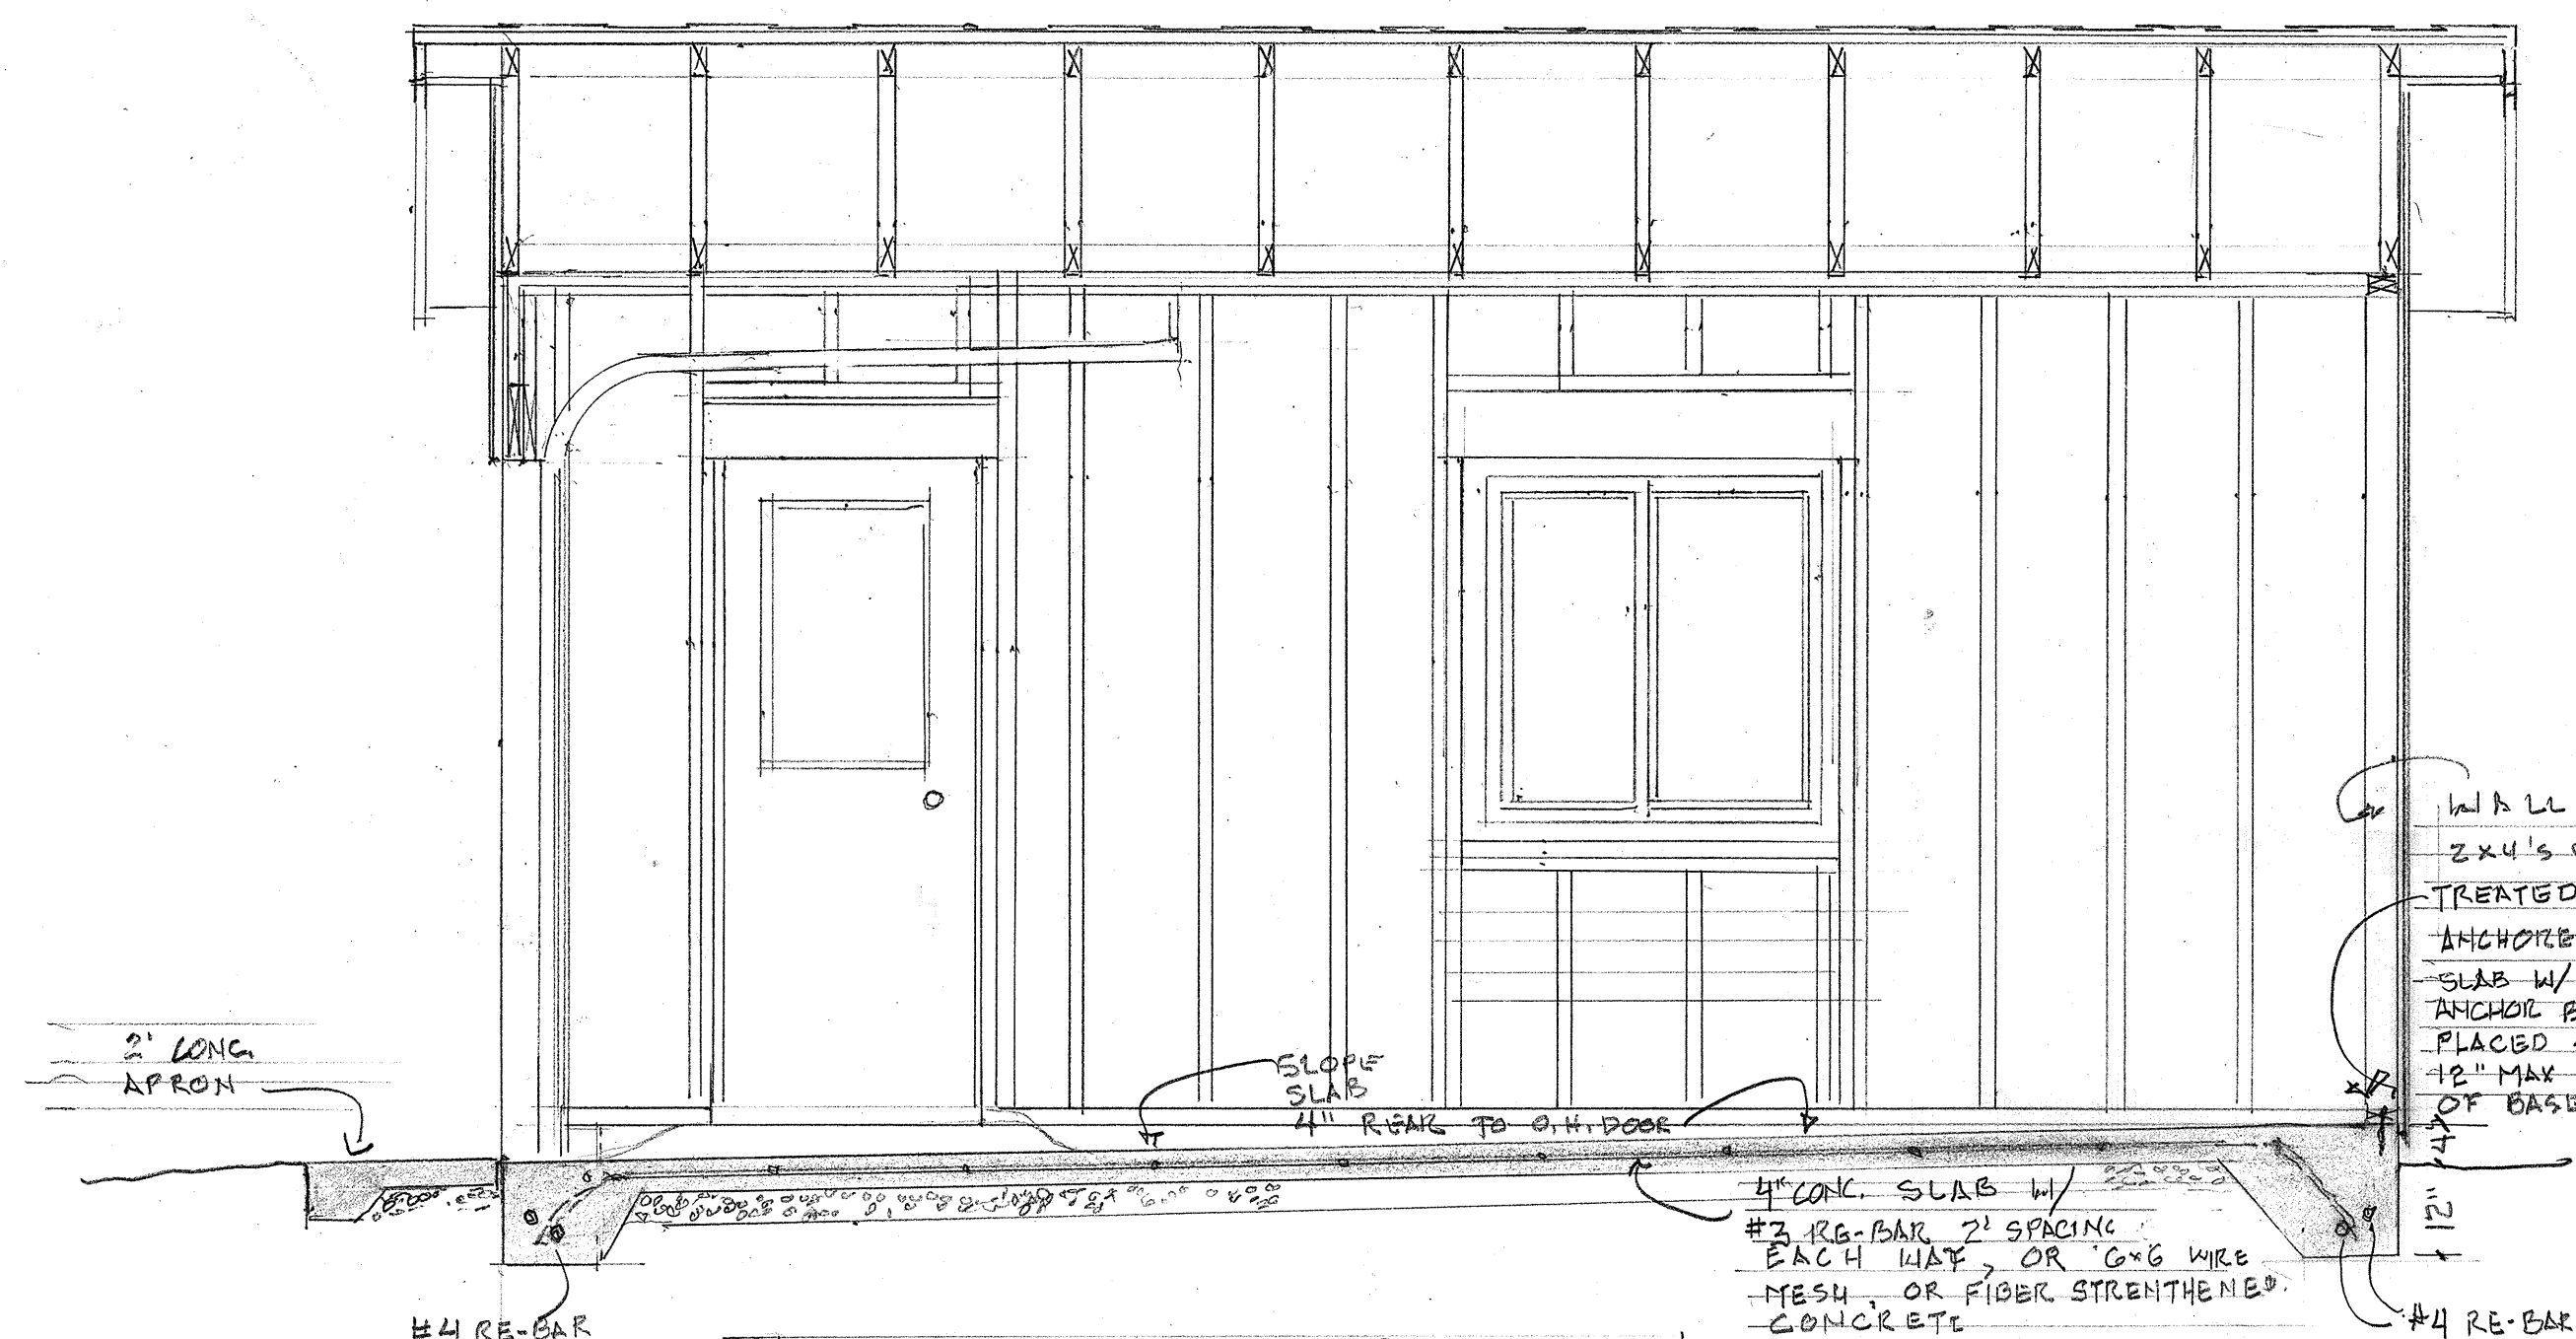 WALL
2x4's
TREATED
ANCHORE
SLAB W/
ANCHOR B
PLACED
12" MAX
OF BASE
2' CONC.
APRON
SLOPE
SLAB
4" REAR TO O.H. DOOR
4"
12"
4" CONC. SLAB W/
#3 RE-BAR 2' SPACING
EACH WAY, OR 6x6 WIRE
MESH, OR FIBER STRENTHENED.
CONCRETE
#4 RE-BAR
#4 RE-BAR